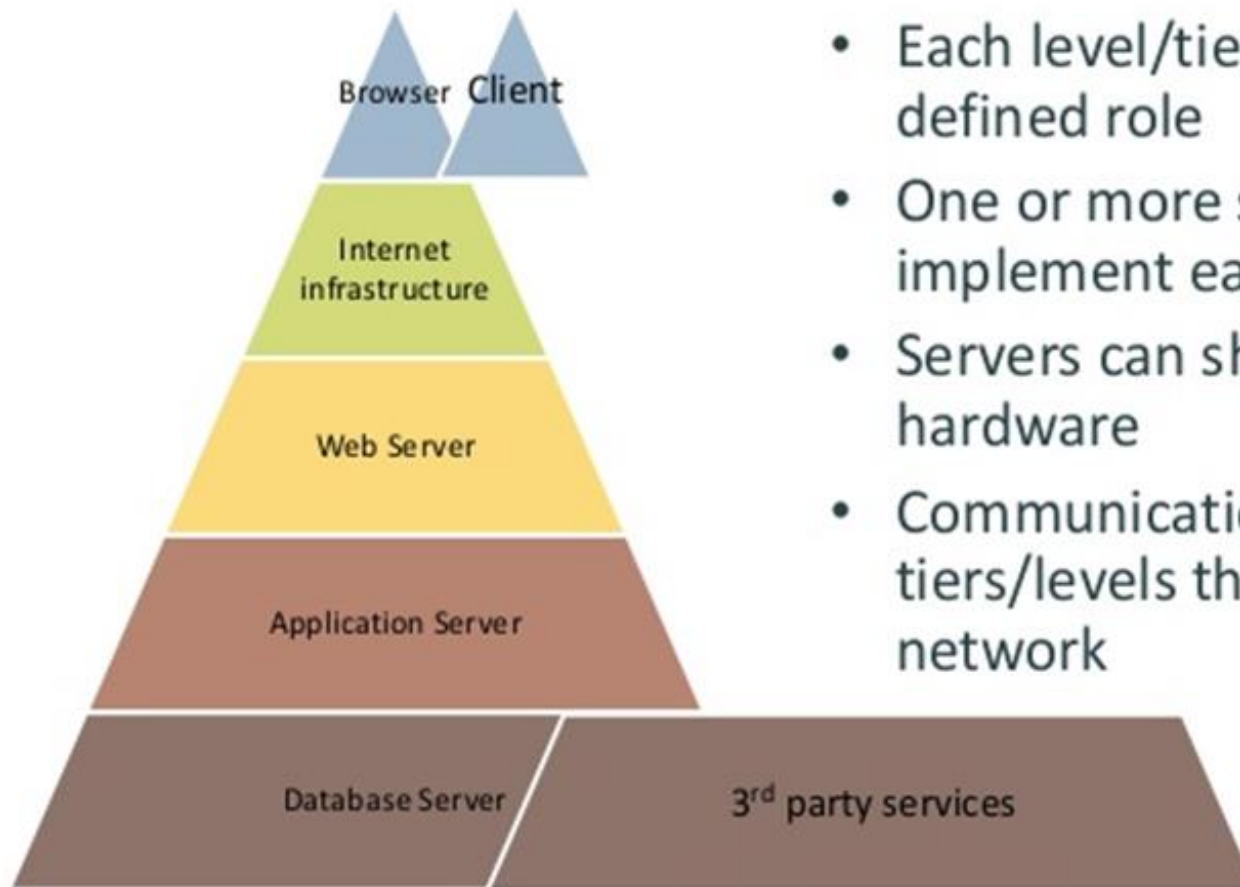 Browser Client
Internet
infrastructure
Web Server
Application Server
Database Server
3rd party services
• Each level/tie
defined role
• One or more
implement ea
• Servers can sh
hardware
• Communicati
tiers/levels th
network